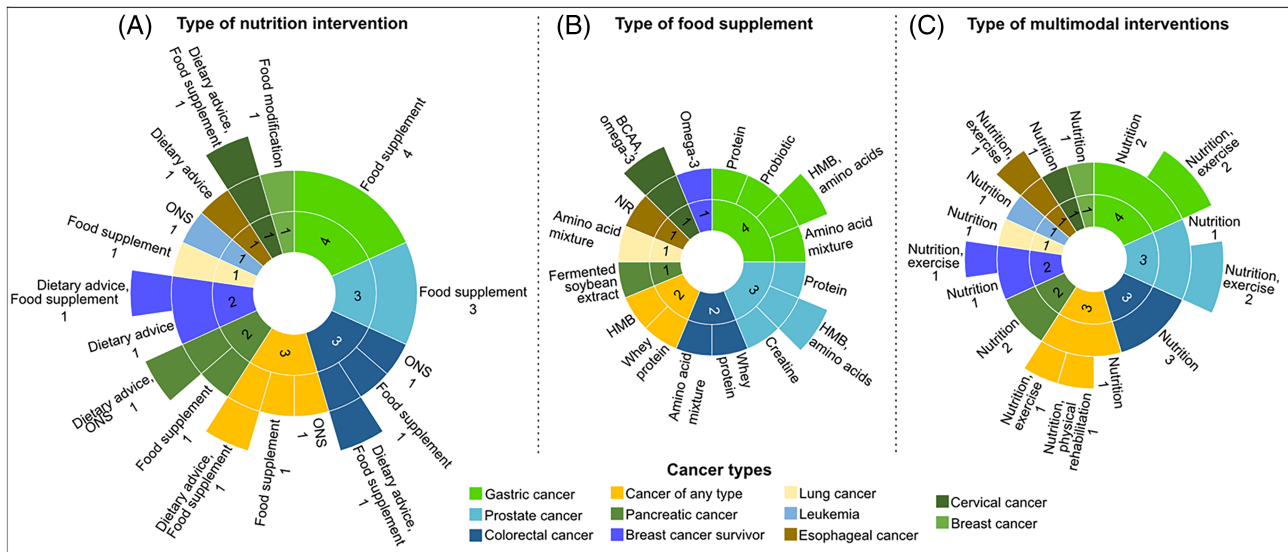 (A) Type of nutrition intervention
Food supplement
4
Food supplement
3
3
4
ONS
1
Food supplement
1
Dietary advice,
Food supplement
1
3
ONS
1
Food supplement
1
Dietary advice,
Food supplement
1
3
Food supplement
1
Dietary advice,
ONS
1
2
Dietary advice
1
Dietary advice,
Food supplement
1
2
Food supplement
1
1
ONS
1
1
Dietary advice
1
1
Dietary advice,
Food supplement
1
1
Food modification
1
1
(B) Type of food supplement
Protein
Probiotic
HMB,
amino acids
Amino acid
mixture
4
Protein
HMB,
amino acids
Creatine
3
Whey
protein
Amino acid
mixture
2
Whey
protein
HMB
2
Fermented
soybean
extract
1
Amino acid
mixture
1
NR
1
BCAA,
omega-3
1
Omega-3
1
(C) Type of multimodal interventions
Nutrition
2
Nutrition,
exercise
2
4
Nutrition
1
Nutrition,
exercise
2
3
Nutrition
3
3
Nutrition
1
Nutrition,
physical
rehabilitation
1
Nutrition,
exercise
1
3
Nutrition
2
2
Nutrition
1
Nutrition,
exercise
1
2
Nutrition
1
1
Nutrition
1
1
Nutrition,
exercise
1
1
Nutrition
1
1
Nutrition
1
1
Cancer types
Gastric cancer
Prostate cancer
Colorectal cancer
Cancer of any type
Pancreatic cancer
Breast cancer survivor
Lung cancer
Leukemia
Esophageal cancer
Cervical cancer
Breast cancer